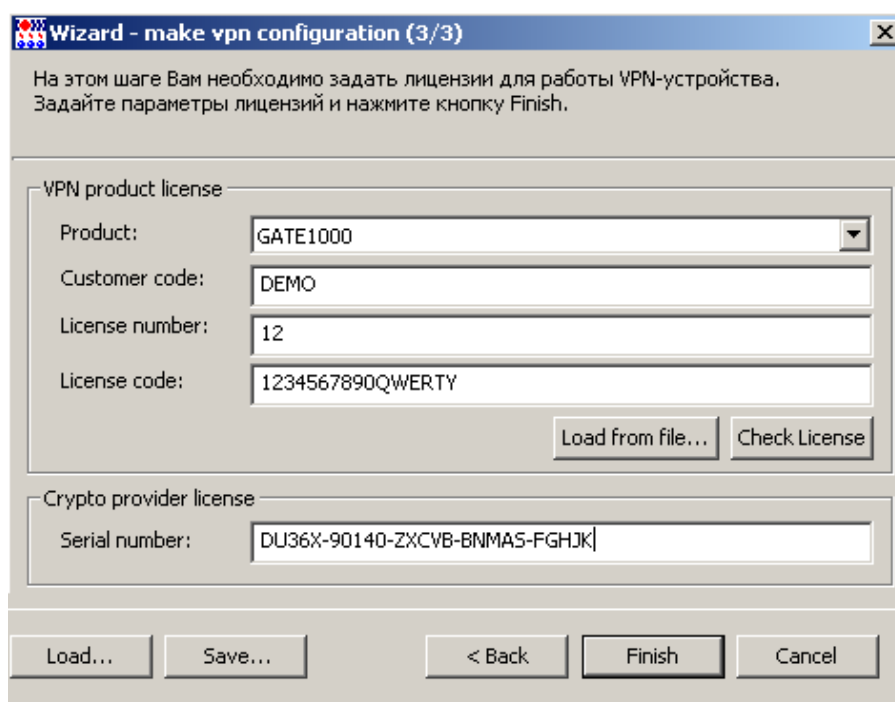 Wizard - make vpn configuration (3/3)
На этом шаге Вам необходимо задать лицензии для работы VPN-устройства.
Задайте параметры лицензий и нажмите кнопку Finish.
VPN product license
Product: GATE1000
Customer code: DEMO
License number: 12
License code: 1234567890QWERTY
Load from file... Check License
Crypto provider license
Serial number: DU36X-90140-ZXCVB-BNMAS-FGHJK
Load... Save... < Back Finish Cancel